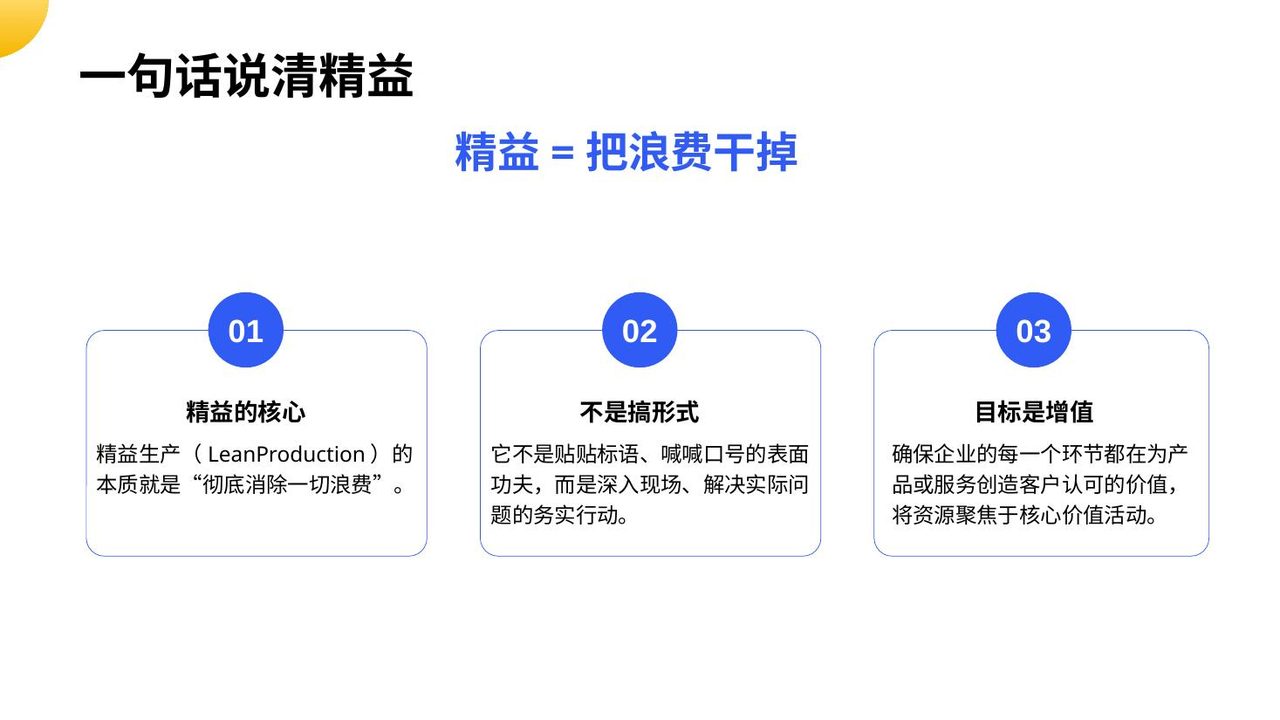 一句话说清精益
精益 = 把浪费干掉
01
精益的核心
精益生产（ LeanProduction ）的
本质就是“彻底消除一切浪费”。
02
不是搞形式
它不是贴贴标语、喊喊口号的表面
功夫，而是深入现场、解决实际问
题的务实行动。
03
目标是增值
确保企业的每一个环节都在为产
品或服务创造客户认可的价值，
将资源聚焦于核心价值活动。